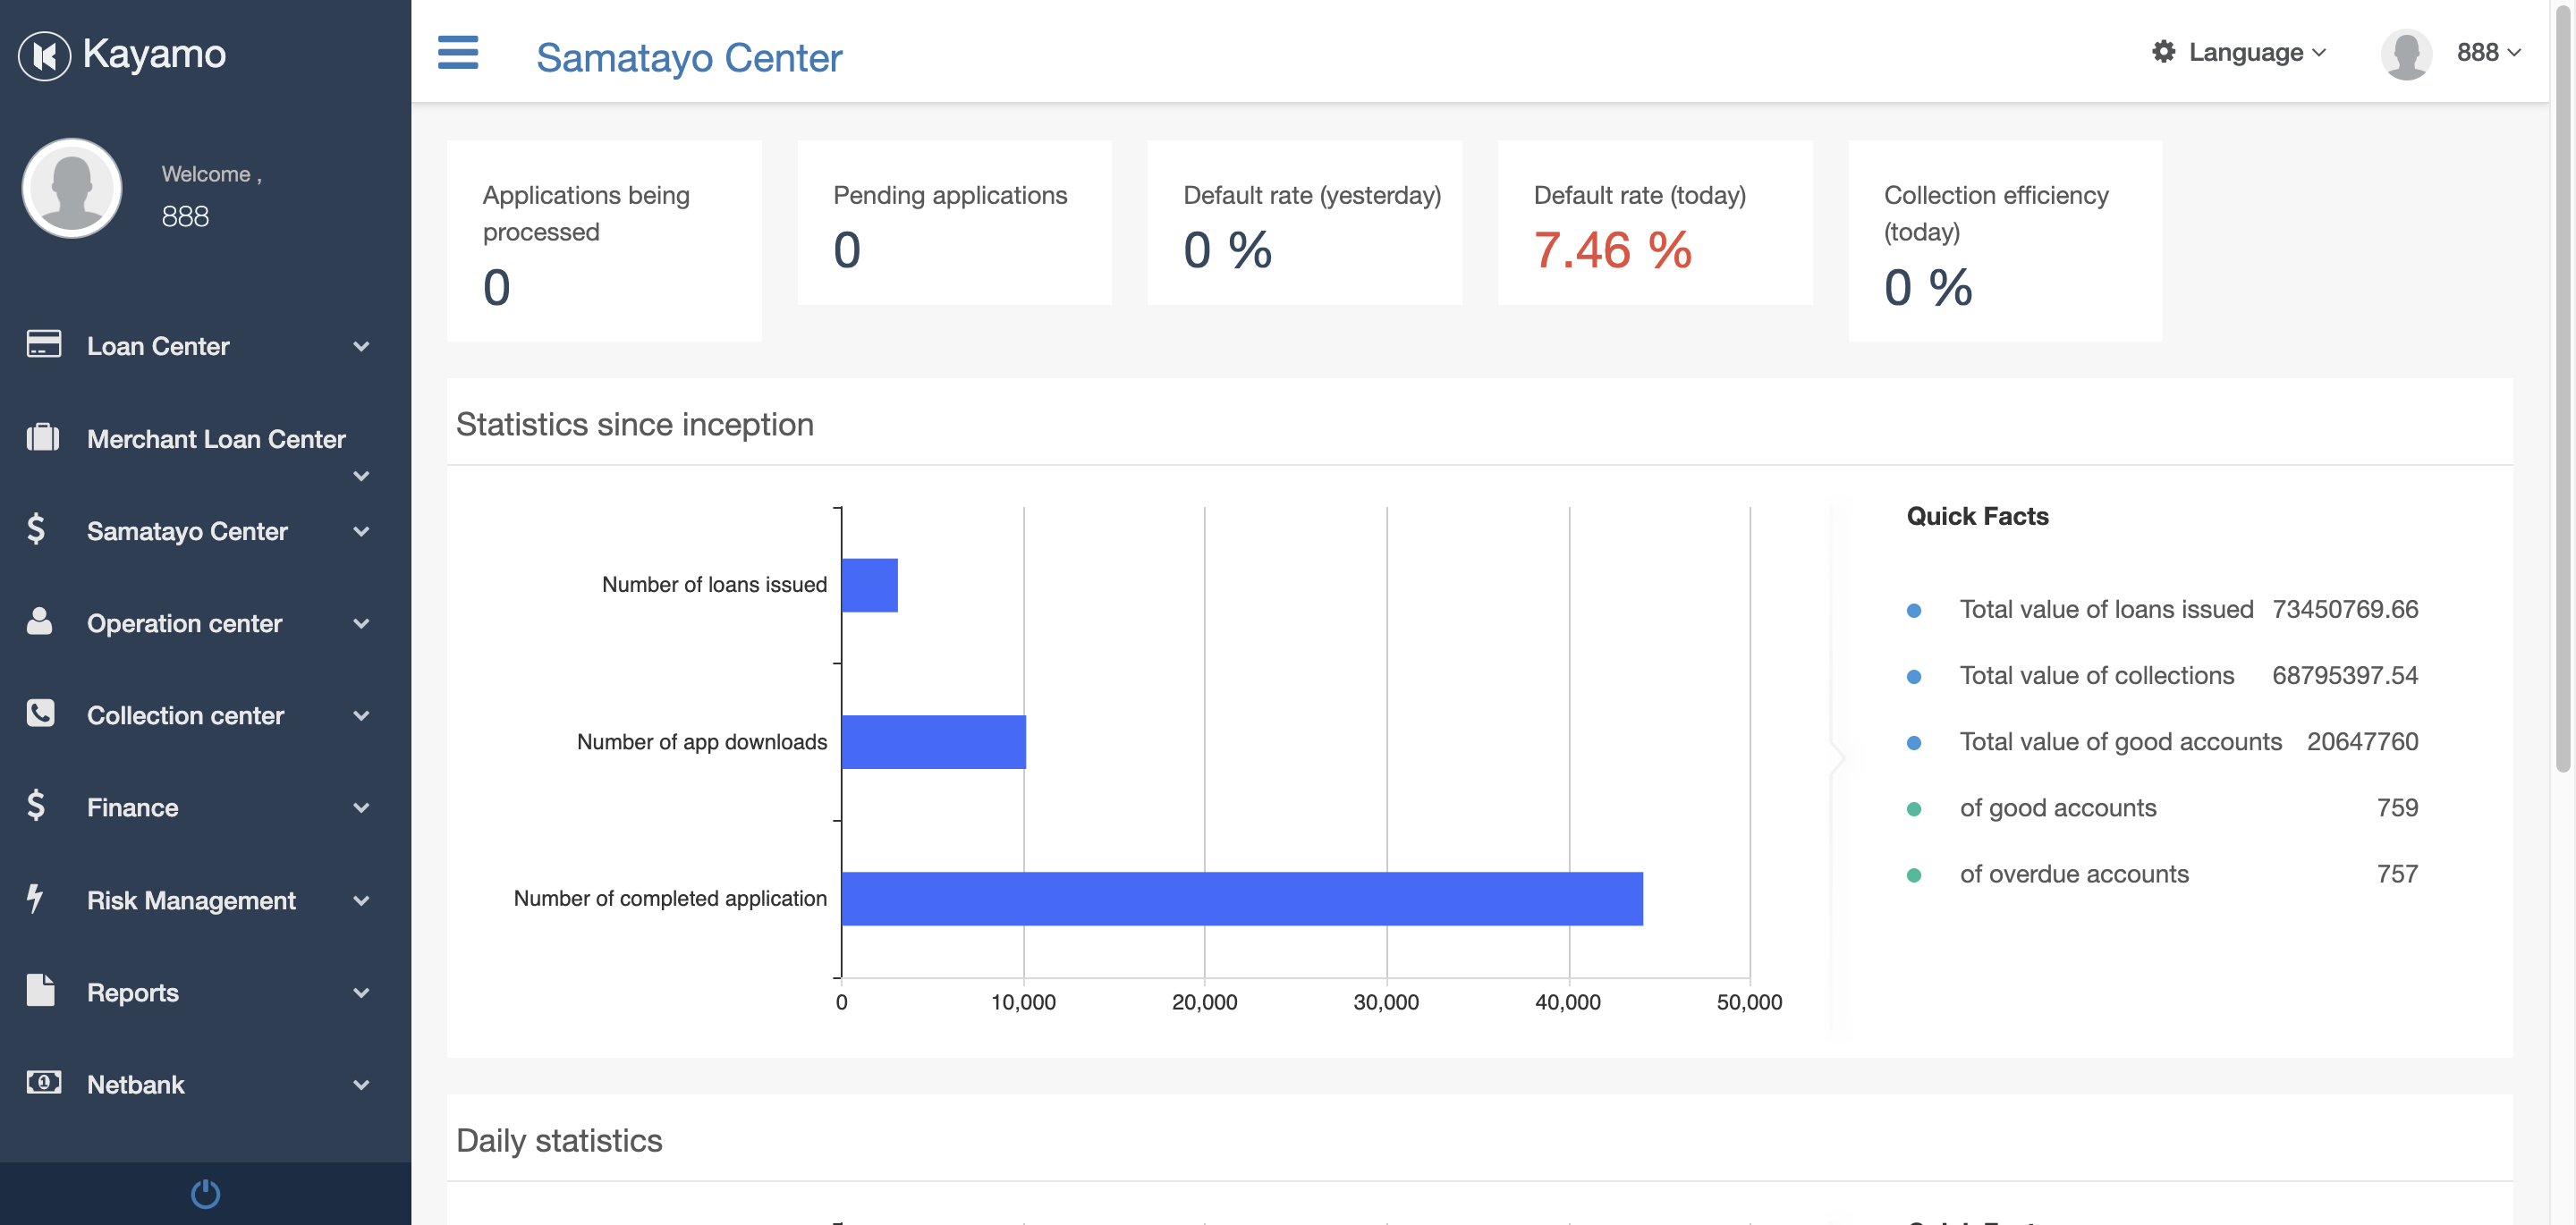 Kayamo
Samatayo Center
Language
888
Welcome ,
888
Loan Center
Merchant Loan Center
Samatayo Center
Operation center
Collection center
Finance
Risk Management
Reports
Netbank
Applications being
processed
0
Pending applications
0
Default rate (yesterday)
0 %
Default rate (today)
7.46 %
Collection efficiency
(today)
0 %
Statistics since inception
Number of loans issued
Number of app downloads
Number of completed application
0 10,000 20,000 30,000 40,000 50,000
Quick Facts
Total value of loans issued 73450769.66
Total value of collections 68795397.54
Total value of good accounts 20647760
of good accounts 759
of overdue accounts 757
Daily statistics